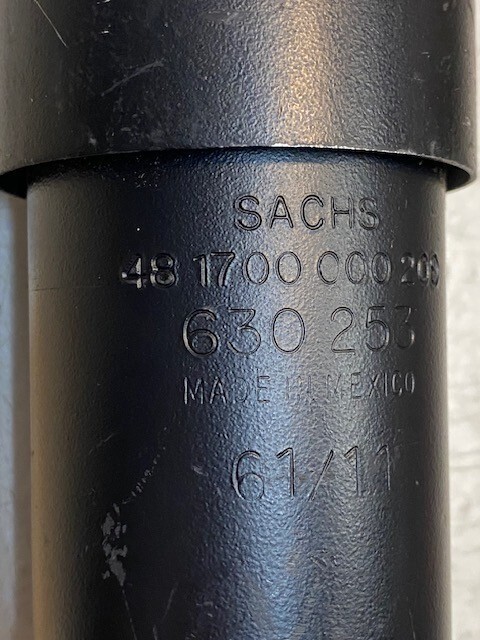 SACHS
48 1700 000 206
630 253
MADE IN MEXICO
61/11